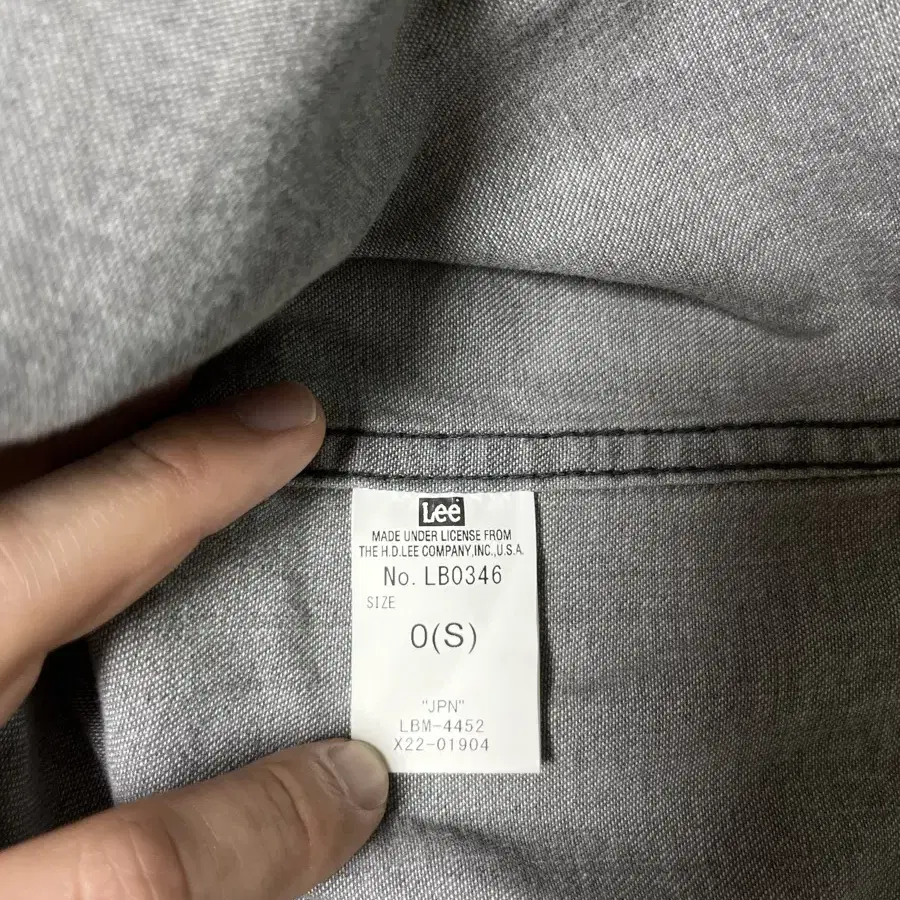 Lee
MADE UNDER LICENSE FROM
THE H.D.LEE COMPANY,INC.,U.S.A.
No. LB0346
SIZE
0(S)
"JPN"
LBM-4452
X22-01904